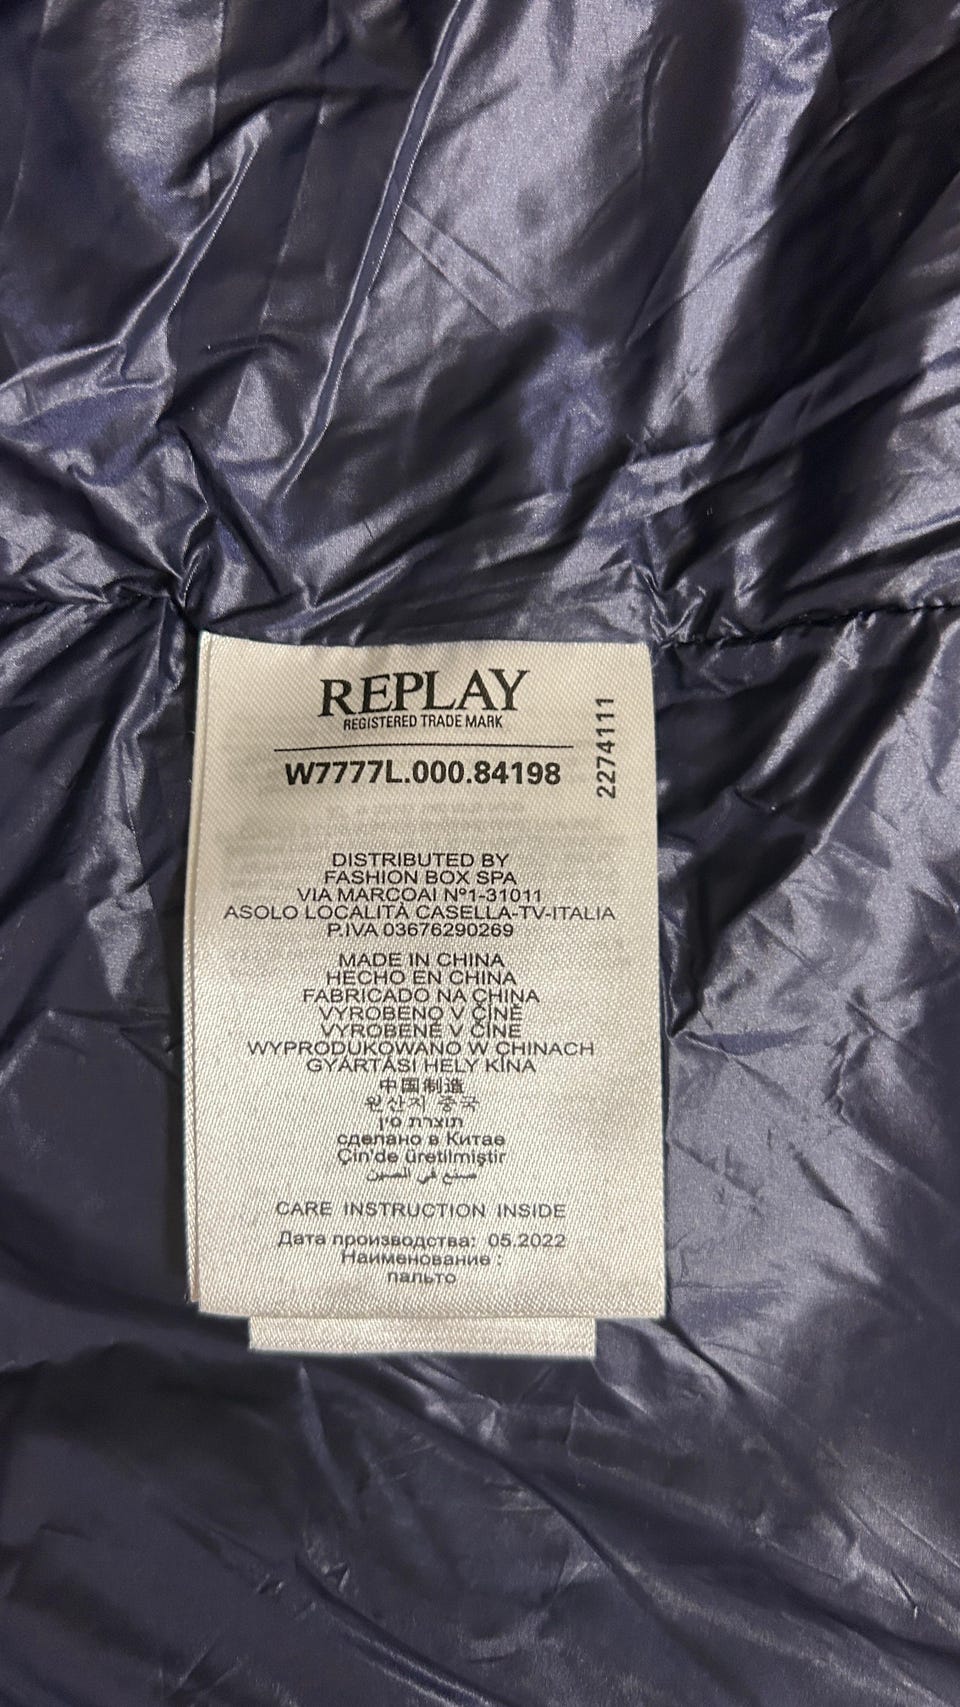 REPLAY
REGISTERED TRADE MARK
W7777L.000.84198
2274111
DISTRIBUTED BY
FASHION BOX SPA
VIA MARCOAI N°1-31011
ASOLO LOCALITÀ CASELLA-TV-ITALIA
P.IVA 03676290269
MADE IN CHINA
HECHO EN CHINA
FABRICADO NA CHINA
VYROBENO V ČÍNĚ
VYROBENÉ V ČÍNE
WYPRODUKOWANO W CHINACH
GYÁRTÁSI HELY KÍNA
中国制造
원산지 중국
תוצרת סין
сделано в Китае
Çin'de üretilmiştir
صنع في الصين
CARE INSTRUCTION INSIDE
Дата производства: 05.2022
Наименование :
пальто